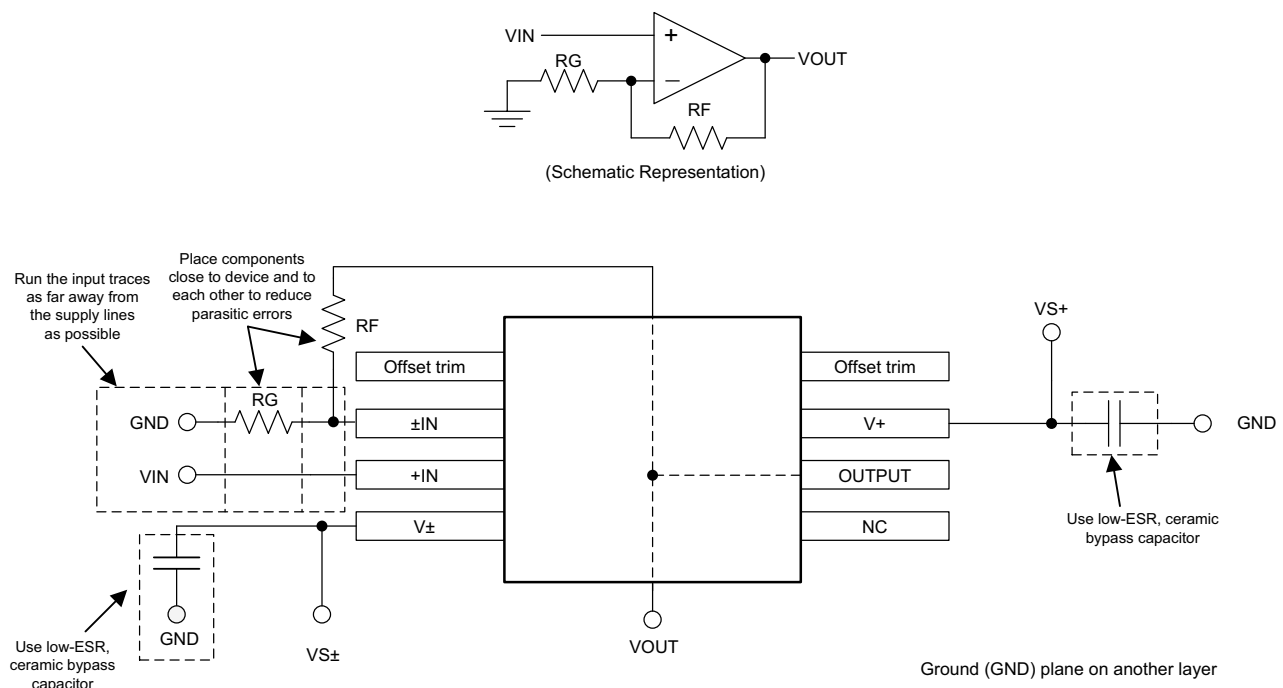 VIN
+
RG
−
VOUT
RF
(Schematic Representation)
Place components
close to device and to
each other to reduce
parasitic errors
Run the input traces
as far away from
the supply lines
as possible
VS+
RF
Offset trim
Offset trim
RG
GND
±IN
V+
GND
VIN
+IN
OUTPUT
V±
NC
Use low-ESR, ceramic
bypass capacitor
GND
Use low-ESR,
ceramic bypass
capacitor
VS±
VOUT
Ground (GND) plane on another layer